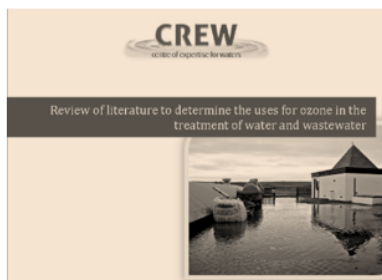 CREW
centre of expertise for waters
Review of literature to determine the uses for ozone in the
treatment of water and wastewater